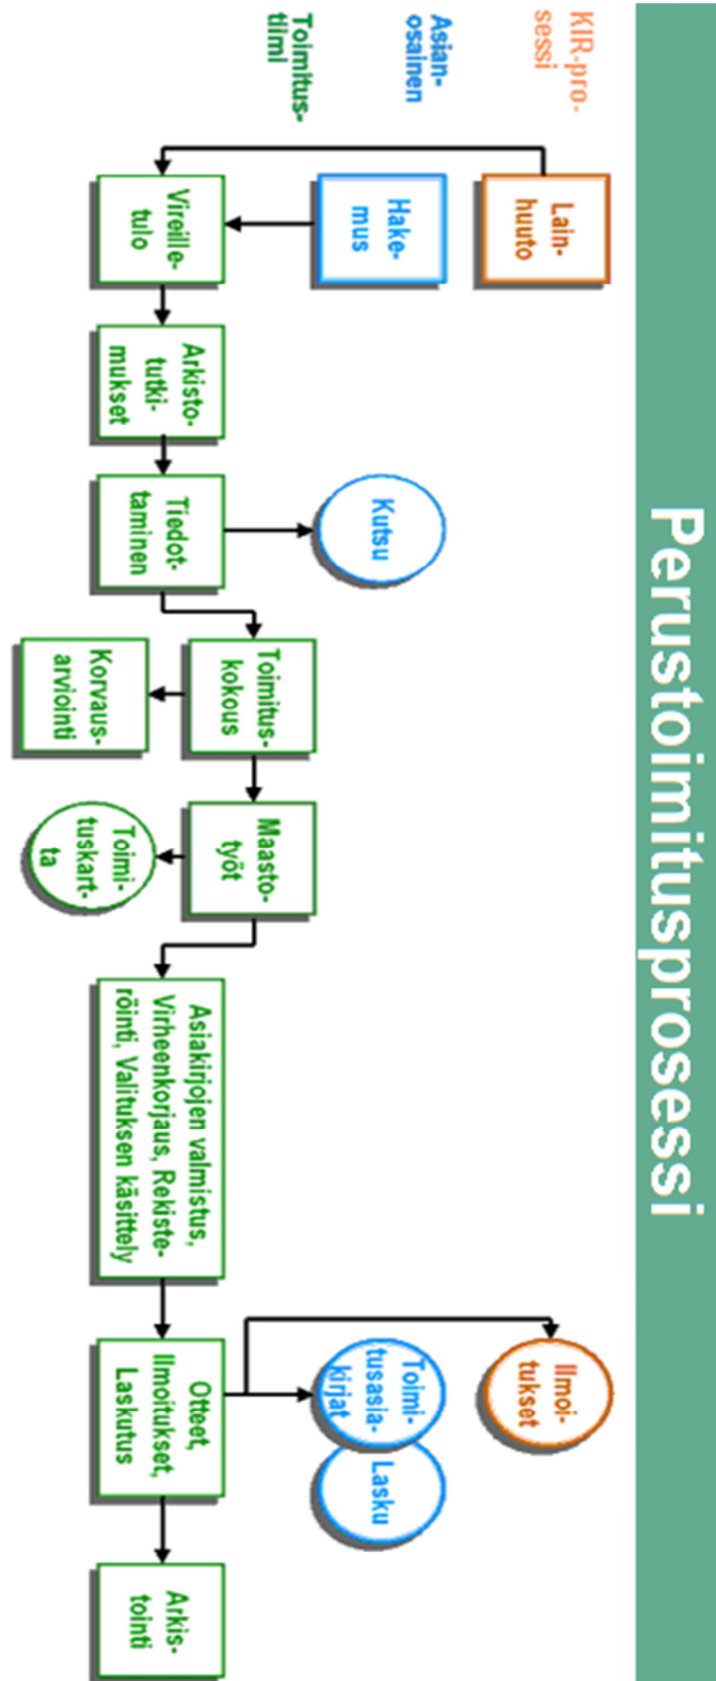 Perustoimitusprosessi
KIR-pro-
sessi
Lain-
huuto
Ilmoi-
tukset
Asian-
osainen
Hake-
mus
Kutsu
Toimi-
tusasia-
kirjat
Lasku
Toimitus-
tiimi
Vireille-
tulo
Arkisto-
tutki-
mukset
Tiedot-
taminen
Toimitus-
kokous
Korvaus-
arviointi
Maasto-
työt
Toimi-
tuskart-
ta
Asiakirjojen valmistus,
Virheenkorjaus, Rekiste-
röinti, Valituksen käsittely
Otteet,
Ilmoitukset,
Laskutus
Arkis-
tointi